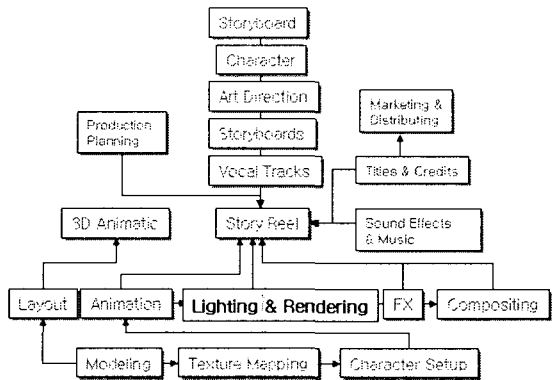 Storyboard
Character
Art Direction
Marketing &
Distributing
Production
Planning
Storyboards
Vocal Tracks
Titles & Credits
3D Animatic
Story Reel
Sound Effects
& Music
Layout
Animation
Lighting & Rendering
FX
Compositing
Modeling
Texture Mapping
Character Setup